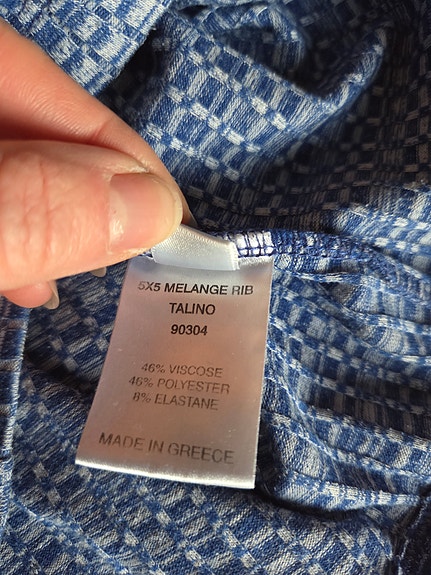 5X5 MELANGE RIB
TALINO
90304
46% VISCOSE
46% POLYESTER
8% ELASTANE
MADE IN GREECE